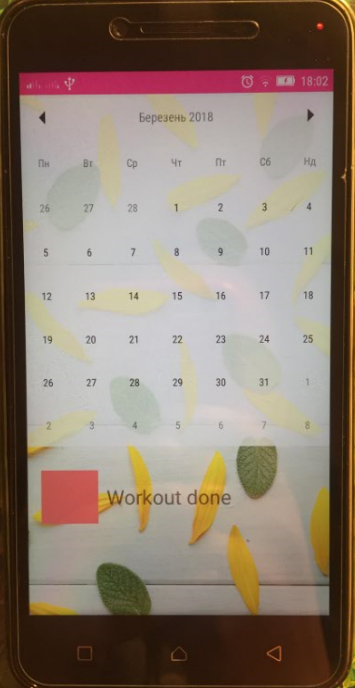 18:02
Березень 2018
Пн Вт Ср Чт Пт Сб Нд
26 27 28 1 2 3 4
5 6 7 8 9 10 11
12 13 14 15 16 17 18
19 20 21 22 23 24 25
26 27 28 29 30 31 1
2 3 4 5 6 7 8
Workout done